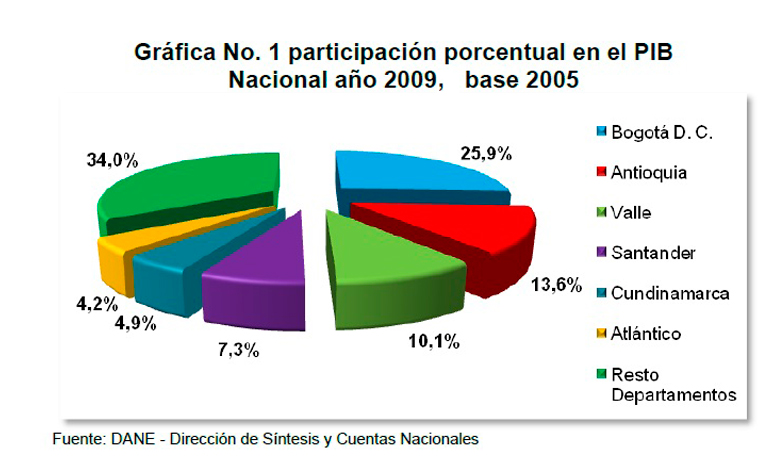 Gráfica No. 1 participación porcentual en el PIB
Nacional año 2009, base 2005
34,0%
25,9%
4,2%
4,9%
7,3%
10,1%
13,6%
Bogotá D. C.
Antioquia
Valle
Santander
Cundinamarca
Atlántico
Resto
Departamentos
Fuente: DANE - Dirección de Síntesis y Cuentas Nacionales